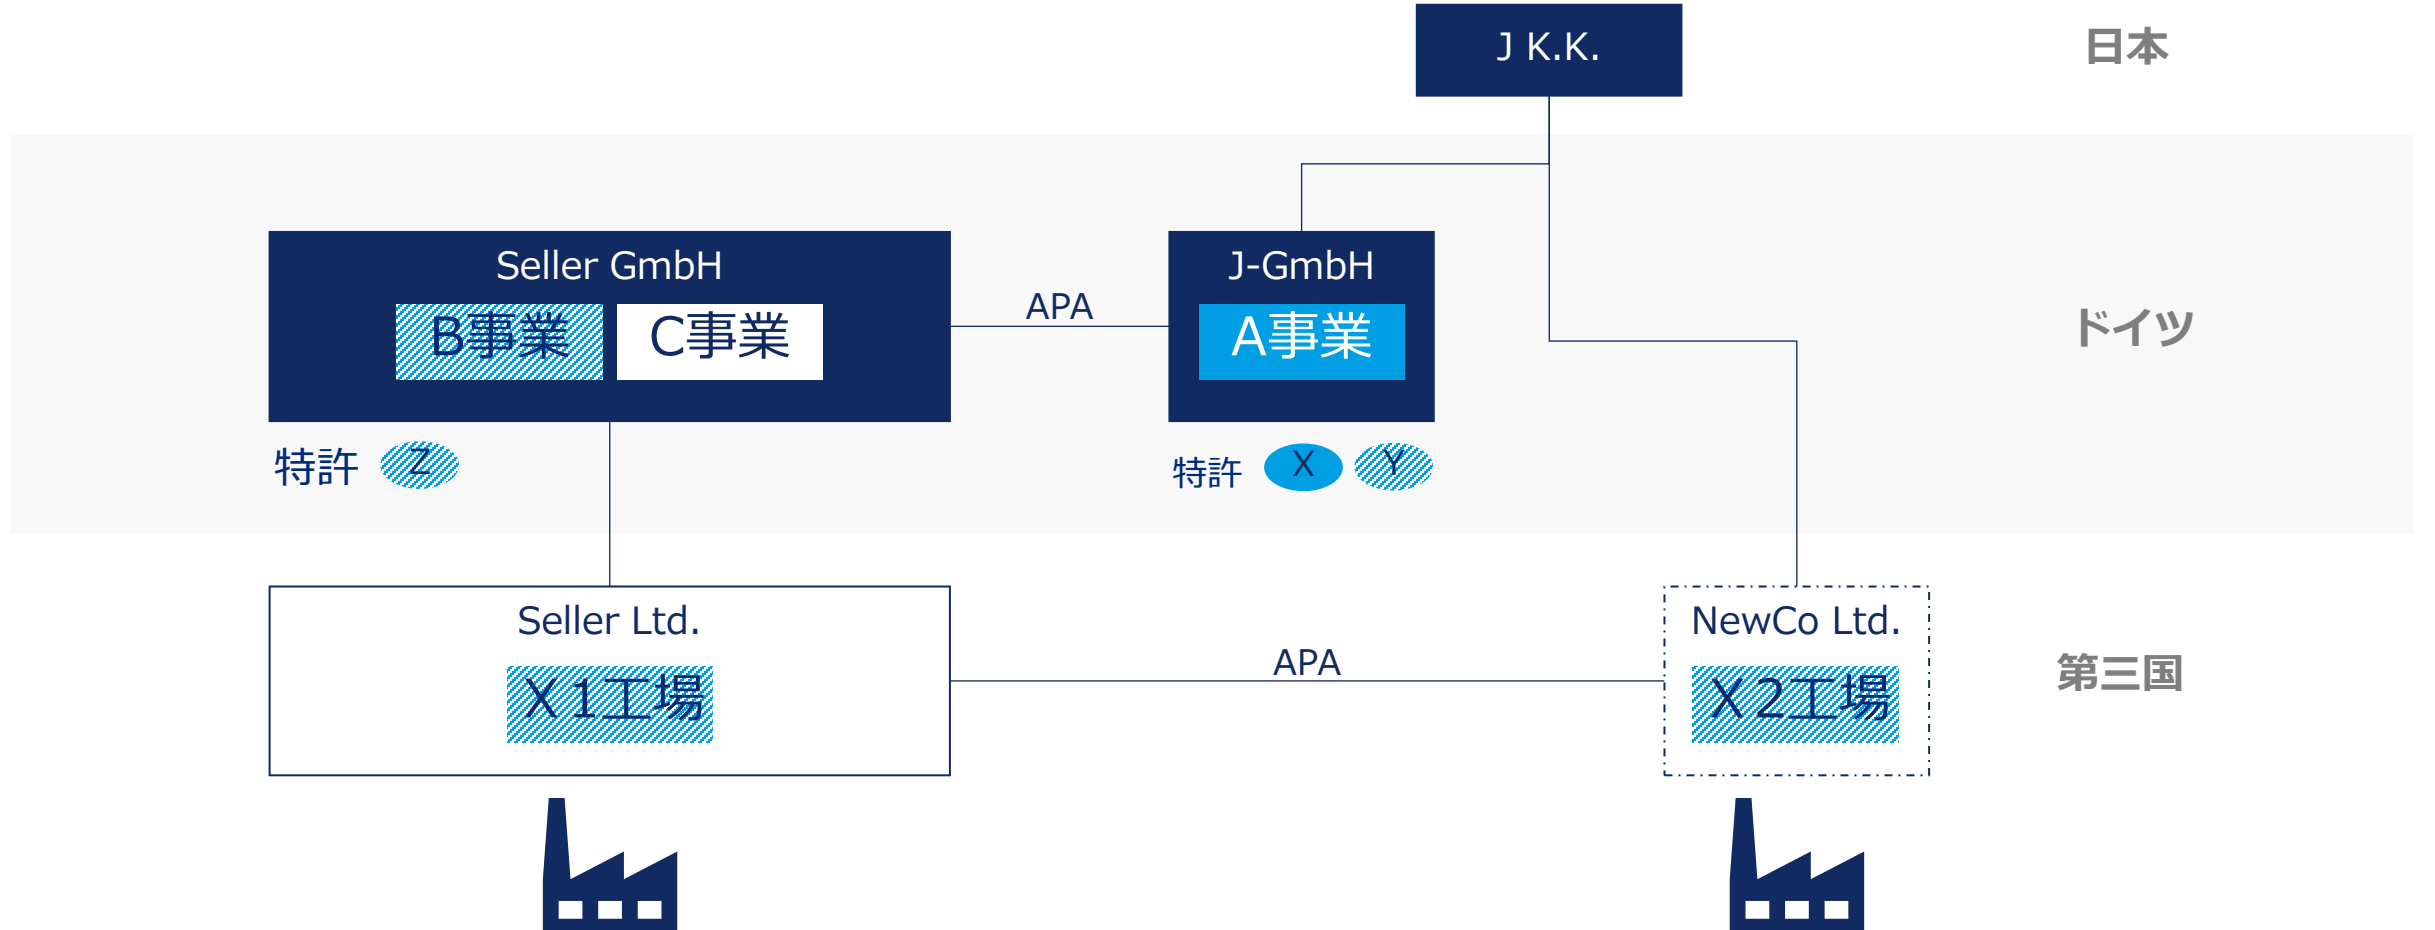 J K.K.
日本
Seller GmbH
B事業
C事業
APA
J-GmbH
A事業
ドイツ
特許
Z
特許
X
Y
Seller Ltd.
X1工場
APA
NewCo Ltd.
X2工場
第三国